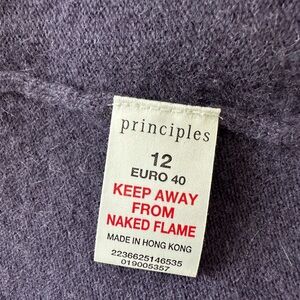 principles
12
EURO 40
KEEP AWAY
FROM
NAKED FLAME
MADE IN HONG KONG
2236625146535
019005357